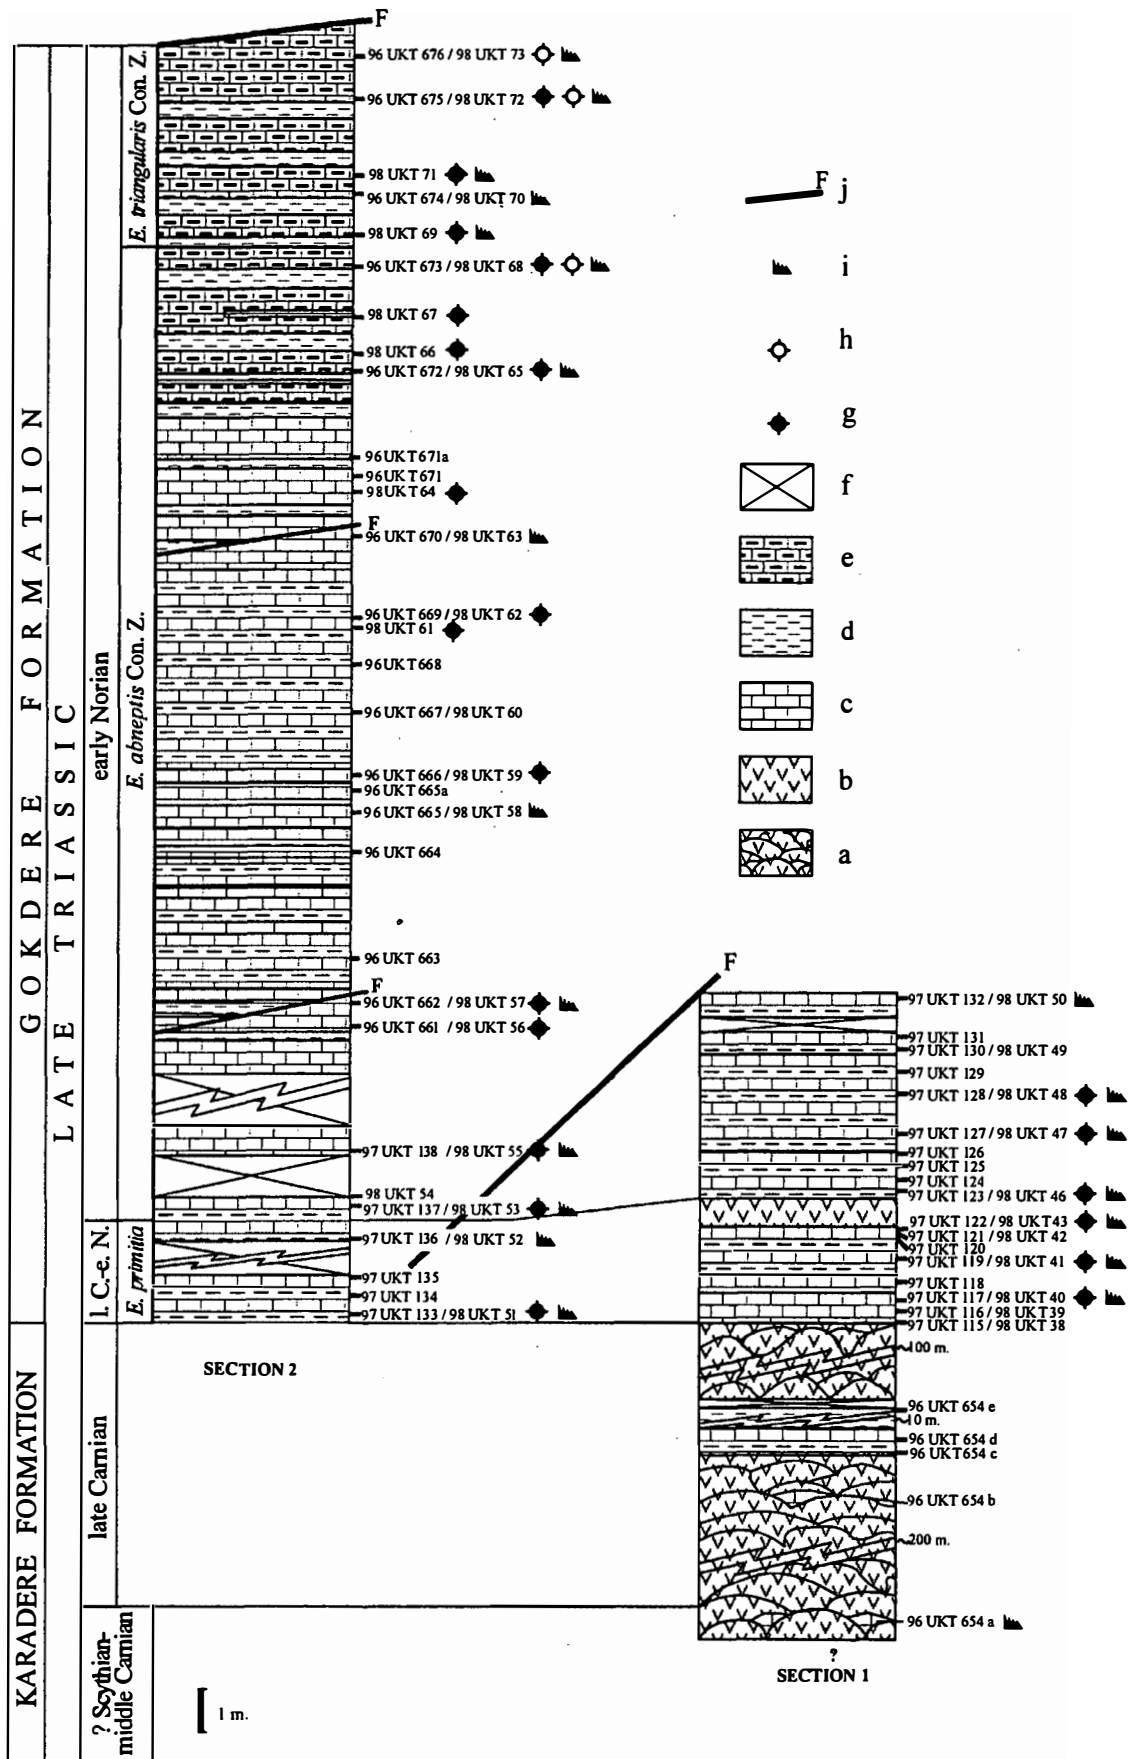 F
96 UKT 676 / 98 UKT 73
96 UKT 675 / 98 UKT 72
98 UKT 71
96 UKT 674 / 98 UKT 70
98 UKT 69
96 UKT 673 / 98 UKT 68
98 UKT 67
98 UKT 66
96 UKT 672 / 98 UKT 65
96 UKT 671a
96 UKT 671
98 UKT 64
F
96 UKT 670 / 98 UKT 63
96 UKT 669 / 98 UKT 62
98 UKT 61
96 UKT 668
96 UKT 667 / 98 UKT 60
96 UKT 666 / 98 UKT 59
96 UKT 665a
96 UKT 665 / 98 UKT 58
96 UKT 664
96 UKT 663
F
96 UKT 662 / 98 UKT 57
96 UKT 661 / 98 UKT 56
97 UKT 138 / 98 UKT 55
98 UKT 54
97 UKT 137 / 98 UKT 53
97 UKT 136 / 98 UKT 52
97 UKT 135
97 UKT 134
97 UKT 133 / 98 UKT 51
SECTION 2
GOKDERE FORMATION
KARADERE FORMATION
LATE TRIASSIC
early Norian
l. C.-e. N.
late Carnian
? Scythian-
middle Carnian
E. triangularis Con. Z.
E. abneptis Con. Z.
E. primitia
1 m.
F j
i
h
g
f
e
d
c
b
a
F
97 UKT 132 / 98 UKT 50
97 UKT 131
97 UKT 130 / 98 UKT 49
97 UKT 129
97 UKT 128 / 98 UKT 48
97 UKT 127 / 98 UKT 47
97 UKT 126
97 UKT 125
97 UKT 124
97 UKT 123 / 98 UKT 46
97 UKT 122 / 98 UKT 43
97 UKT 121 / 98 UKT 42
97 UKT 120
97 UKT 119 / 98 UKT 41
97 UKT 118
97 UKT 117 / 98 UKT 40
97 UKT 116 / 98 UKT 39
97 UKT 115 / 98 UKT 38
100 m.
96 UKT 654 e
10 m.
96 UKT 654 d
96 UKT 654 c
96 UKT 654 b
200 m.
96 UKT 654 a
?
SECTION 1